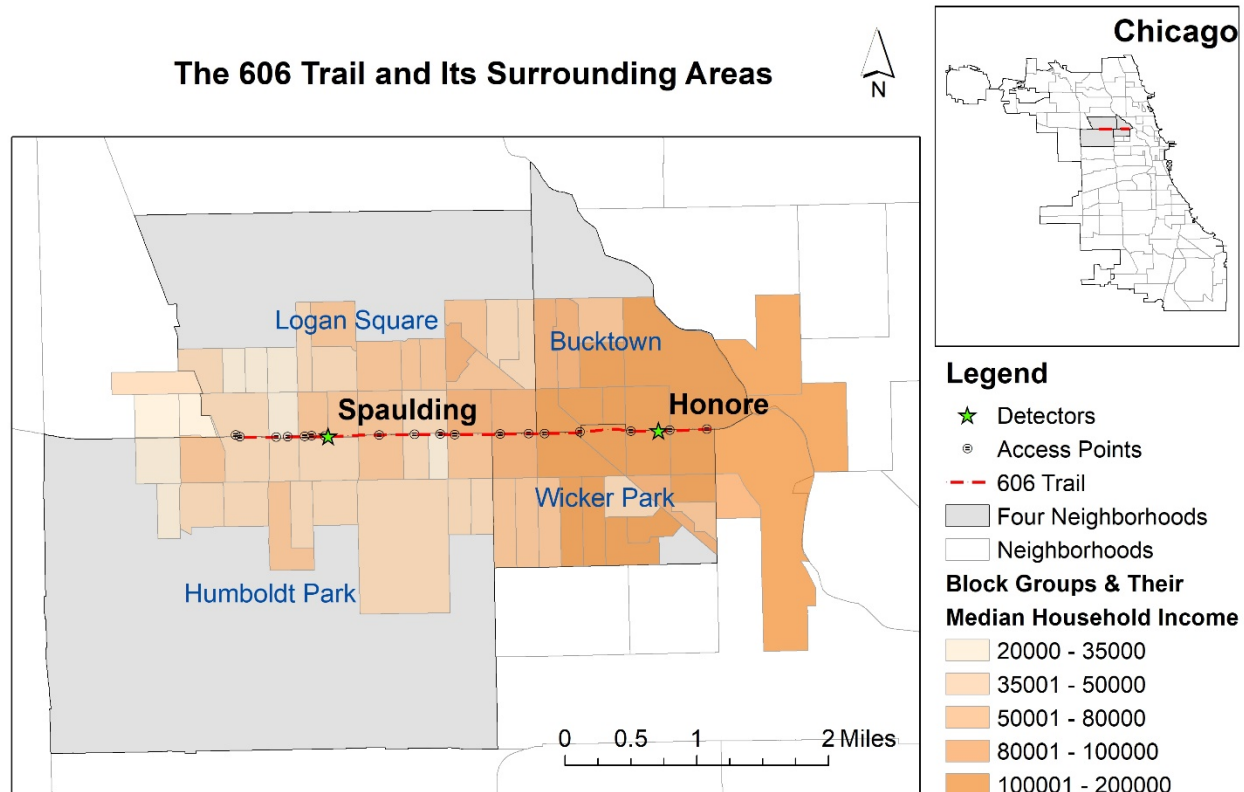 The 606 Trail and Its Surrounding Areas
N
Chicago
Logan Square
Bucktown
Spaulding
Honore
Wicker Park
Humboldt Park
0 0.5 1 2 Miles
Legend
Detectors
Access Points
606 Trail
Four Neighborhoods
Neighborhoods
Block Groups & Their
Median Household Income
20000 - 35000
35001 - 50000
50001 - 80000
80001 - 100000
100001 - 200000